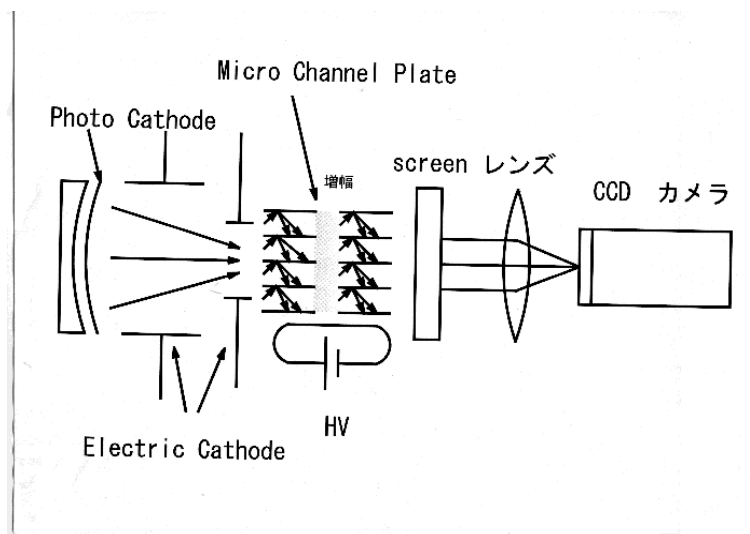 Micro Channel Plate
Photo Cathode
増幅
screen レンズ
CCD カメラ
HV
Electric Cathode